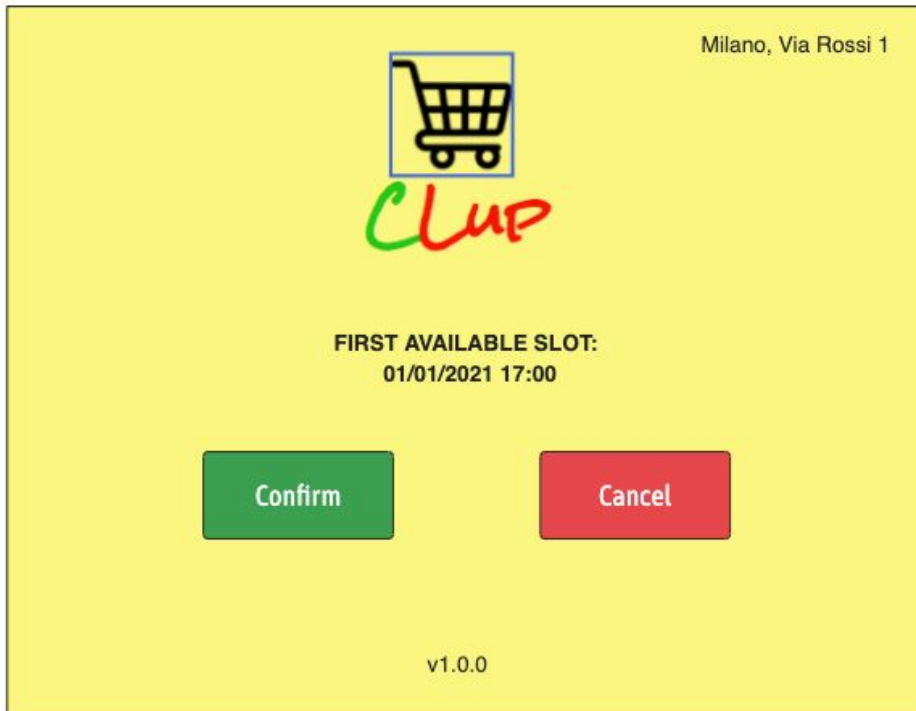 Milano, Via Rossi 1
CLup
FIRST AVAILABLE SLOT:
01/01/2021 17:00
Confirm
Cancel
v1.0.0